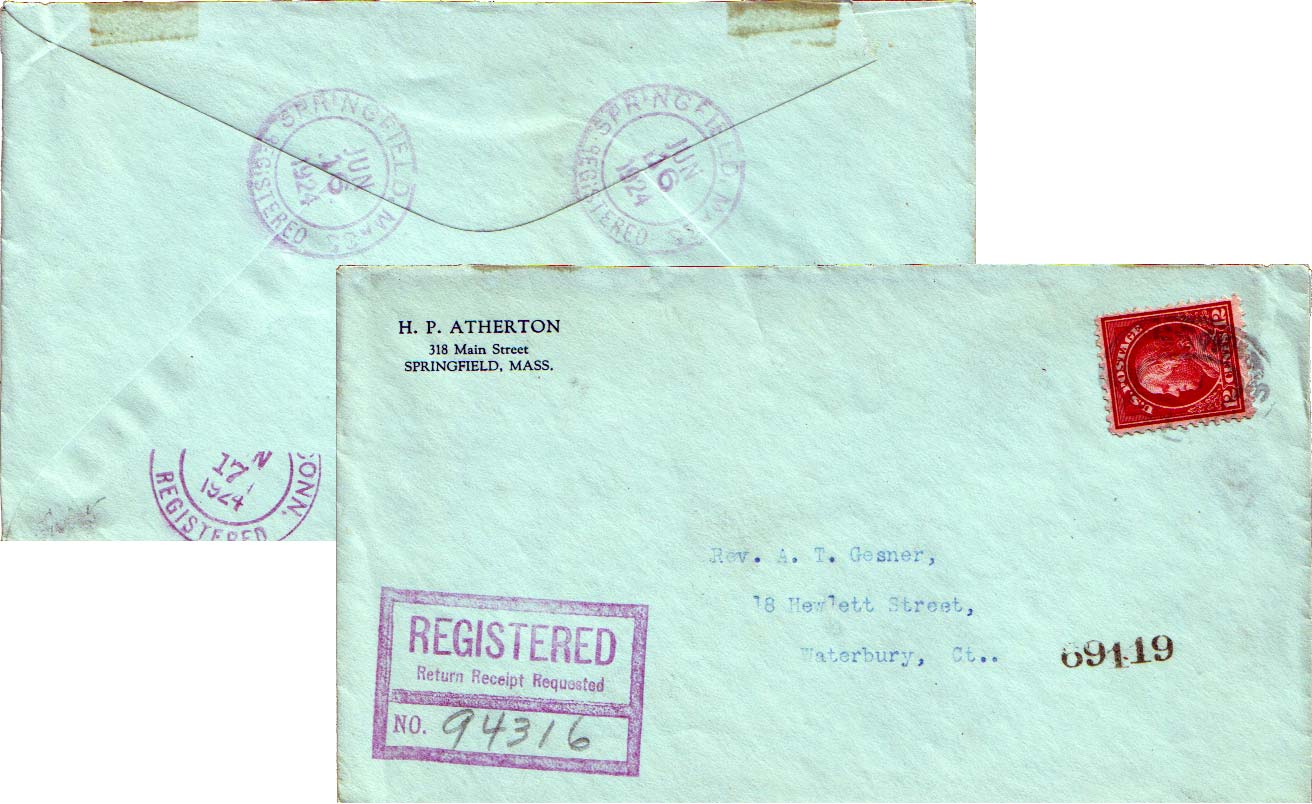 SPRINGFIELD, MASS.
REGISTERED
JUN
16
1924
SPRINGFIELD, MASS.
REGISTERED
JUN
16
1924
CONN.
17
1924
REGISTERED
H. P. ATHERTON
318 Main Street
SPRINGFIELD, MASS.
U.S. POSTAGE
12 CENTS 12
Rev. A. T. Gesner,
18 Hewlett Street,
Waterbury, Ct..
69119
REGISTERED
Return Receipt Requested
NO. 94316